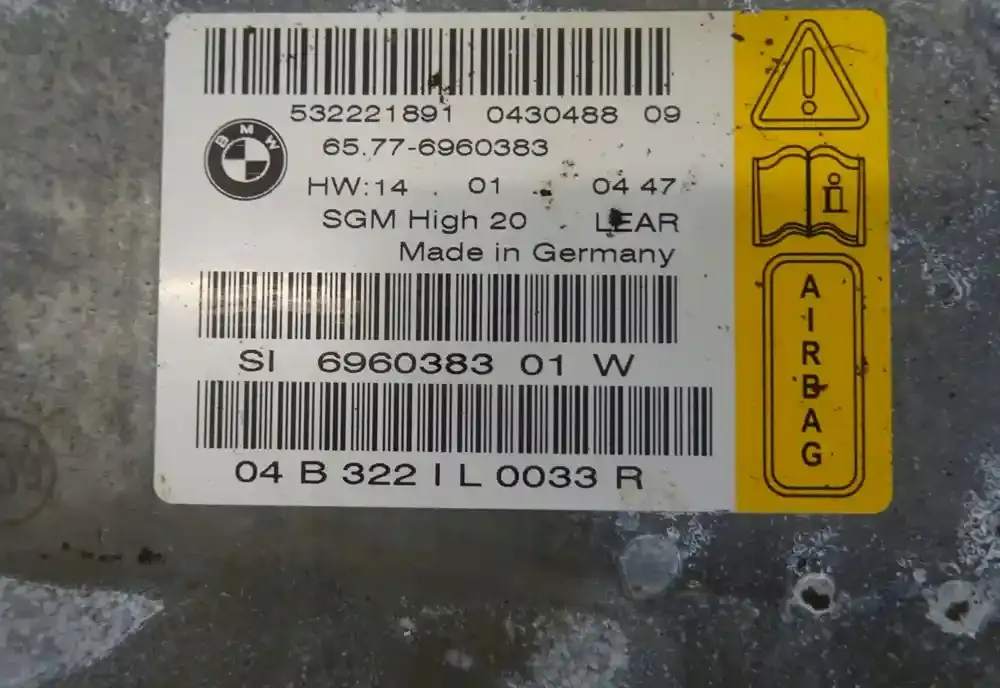 532221891 0430488 09
BMW
65.77-6960383
HW:14 01 04 47
SGM High 20 LEAR
Made in Germany
SI 6960383 01 W
04 B 322 I L 0033 R
!
i
AIRBAG